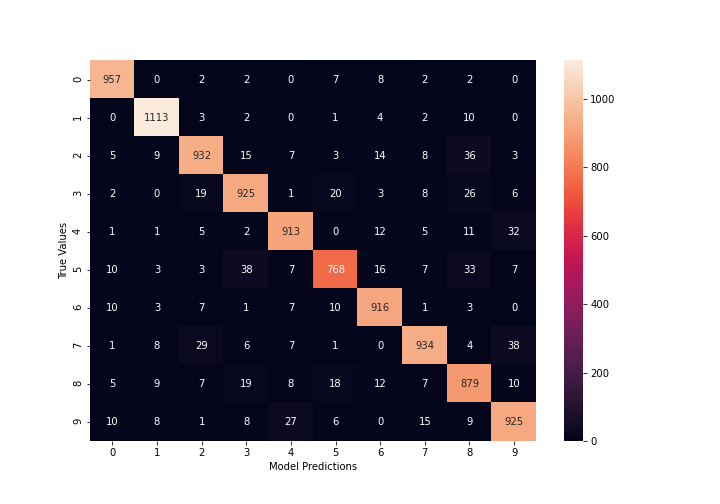 0 957 0 2 2 0 7 8 2 2 0
1 0 1113 3 2 0 1 4 2 10 0
2 5 9 932 15 7 3 14 8 36 3
3 2 0 19 925 1 20 3 8 26 6
4 1 1 5 2 913 0 12 5 11 32
5 10 3 3 38 7 768 16 7 33 7
6 10 3 7 1 7 10 916 1 3 0
7 1 8 29 6 7 1 0 934 4 38
8 5 9 7 19 8 18 12 7 879 10
9 10 8 1 8 27 6 0 15 9 925
0 1 2 3 4 5 6 7 8 9
Model Predictions
True Values
1000
800
600
400
200
0